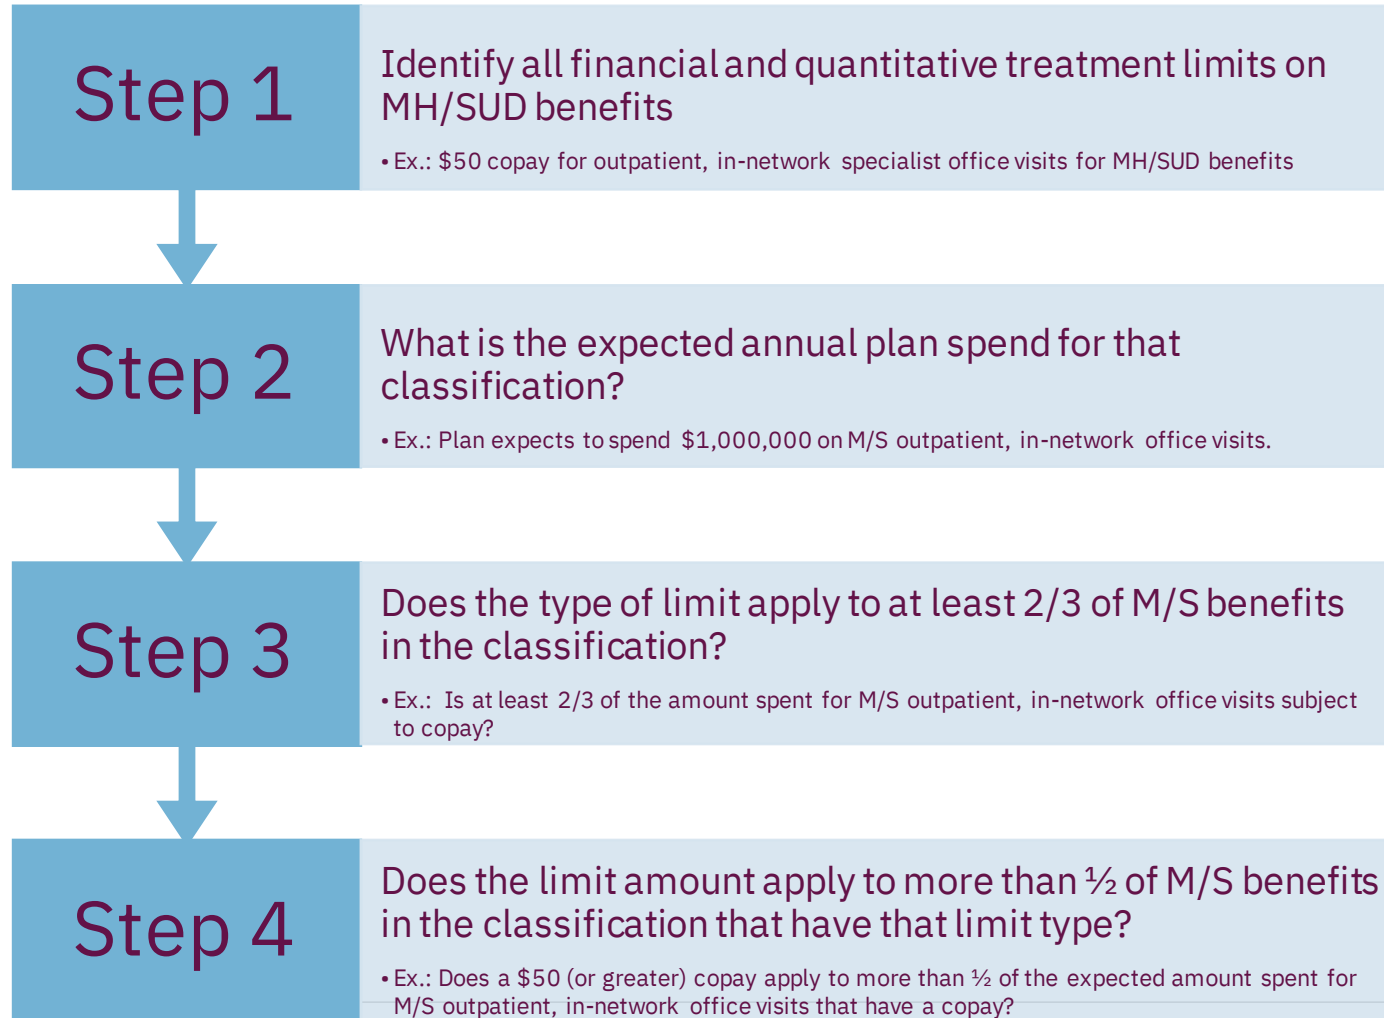 Step 1
Identify all financial and quantitative treatment limits on
MH/SUD benefits
• Ex.: $50 copay for outpatient, in-network specialist office visits for MH/SUD benefits
Step 2
What is the expected annual plan spend for that
classification?
• Ex.: Plan expects to spend $1,000,000 on M/S outpatient, in-network office visits.
Step 3
Does the type of limit apply to at least 2/3 of M/S benefits
in the classification?
• Ex.: Is at least 2/3 of the amount spent for M/S outpatient, in-network office visits subject
to copay?
Step 4
Does the limit amount apply to more than ½ of M/S benefits
in the classification that have that limit type?
• Ex.: Does a $50 (or greater) copay apply to more than ½ of the expected amount spent for
M/S outpatient, in-network office visits that have a copay?